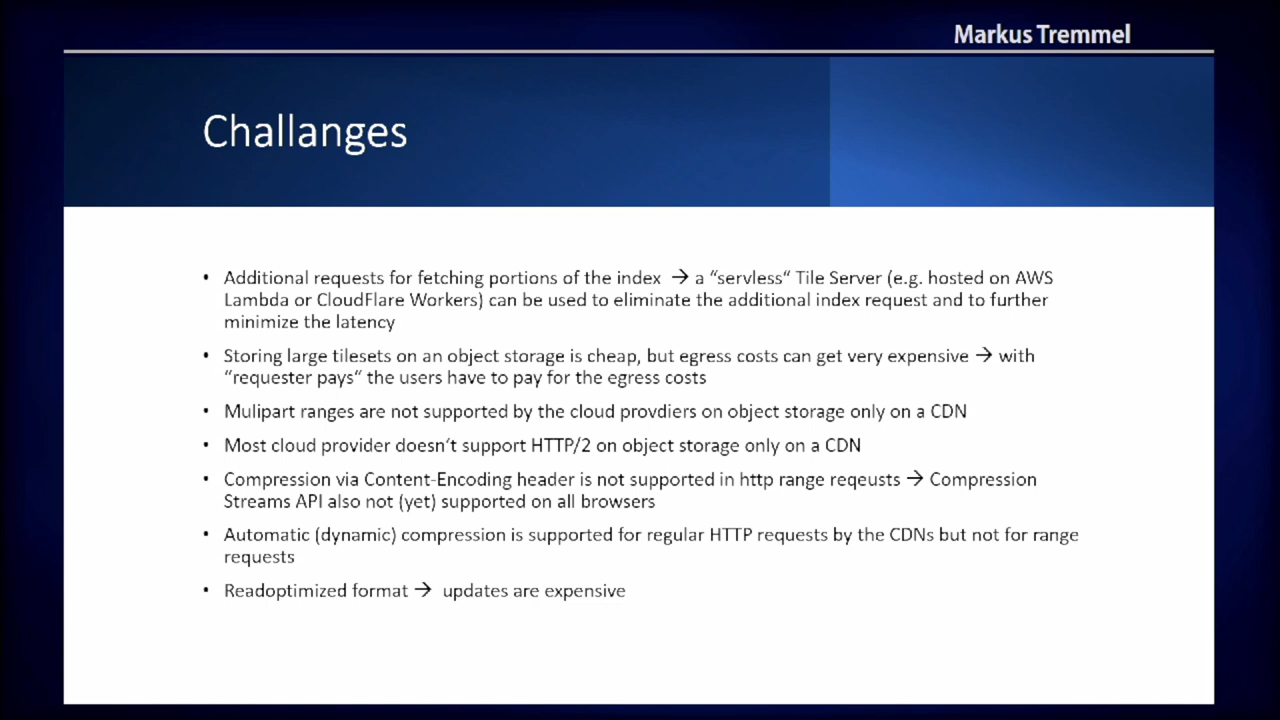 Markus Tremmel
Challanges
• Additional requests for fetching portions of the index → a “servless“ Tile Server (e.g. hosted on AWS
Lambda or CloudFlare Workers) can be used to eliminate the additional index request and to further
minimize the latency
• Storing large tilesets on an object storage is cheap, but egress costs can get very expensive → with
“requester pays“ the users have to pay for the egress costs
• Mulipart ranges are not supported by the cloud provdiers on object storage only on a CDN
• Most cloud provider doesn’t support HTTP/2 on object storage only on a CDN
• Compression via Content-Encoding header is not supported in http range reqeusts → Compression
Streams API also not (yet) supported on all browsers
• Automatic (dynamic) compression is supported for regular HTTP requests by the CDNs but not for range
requests
• Readoptimized format → updates are expensive